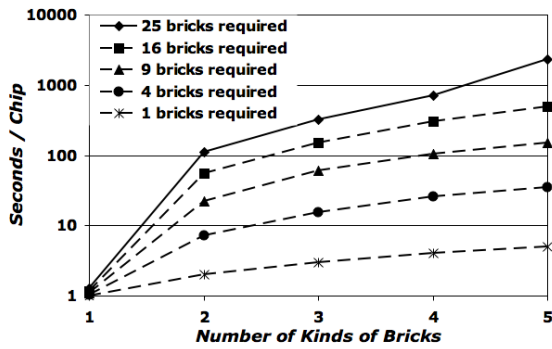 10000
25 bricks required
16 bricks required
1000
9 bricks required
4 bricks required
1 bricks required
100
10
1
1 2 3 4 5
Seconds / Chip
Number of Kinds of Bricks